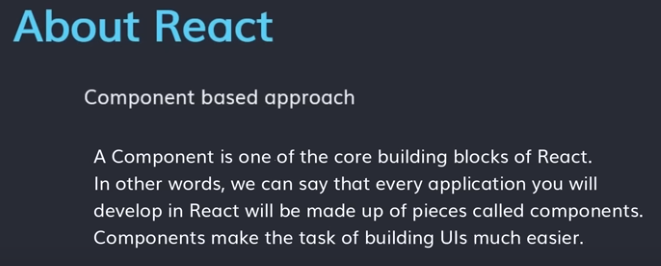 About React
Component based approach
A Component is one of the core building blocks of React.
In other words, we can say that every application you will
develop in React will be made up of pieces called components.
Components make the task of building UIs much easier.